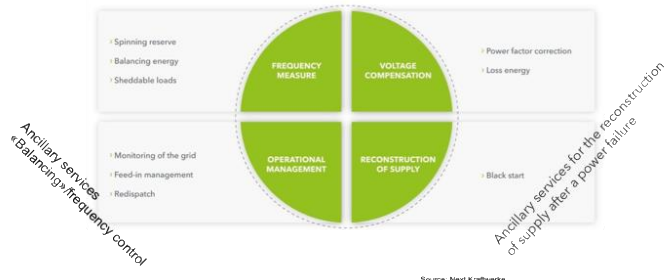 › Spinning reserve
› Balancing energy
› Sheddable loads
FREQUENCY
MEASURE
VOLTAGE
COMPENSATION
› Power factor correction
› Loss energy
› Monitoring of the grid
› Feed-in management
› Redispatch
OPERATIONAL
MANAGEMENT
RECONSTRUCTION
OF SUPPLY
› Black start
Ancillary services
«Balancing»/frequency control
Ancillary services for the reconstruction
of supply after a power failure
Source: Next Kraftwerke